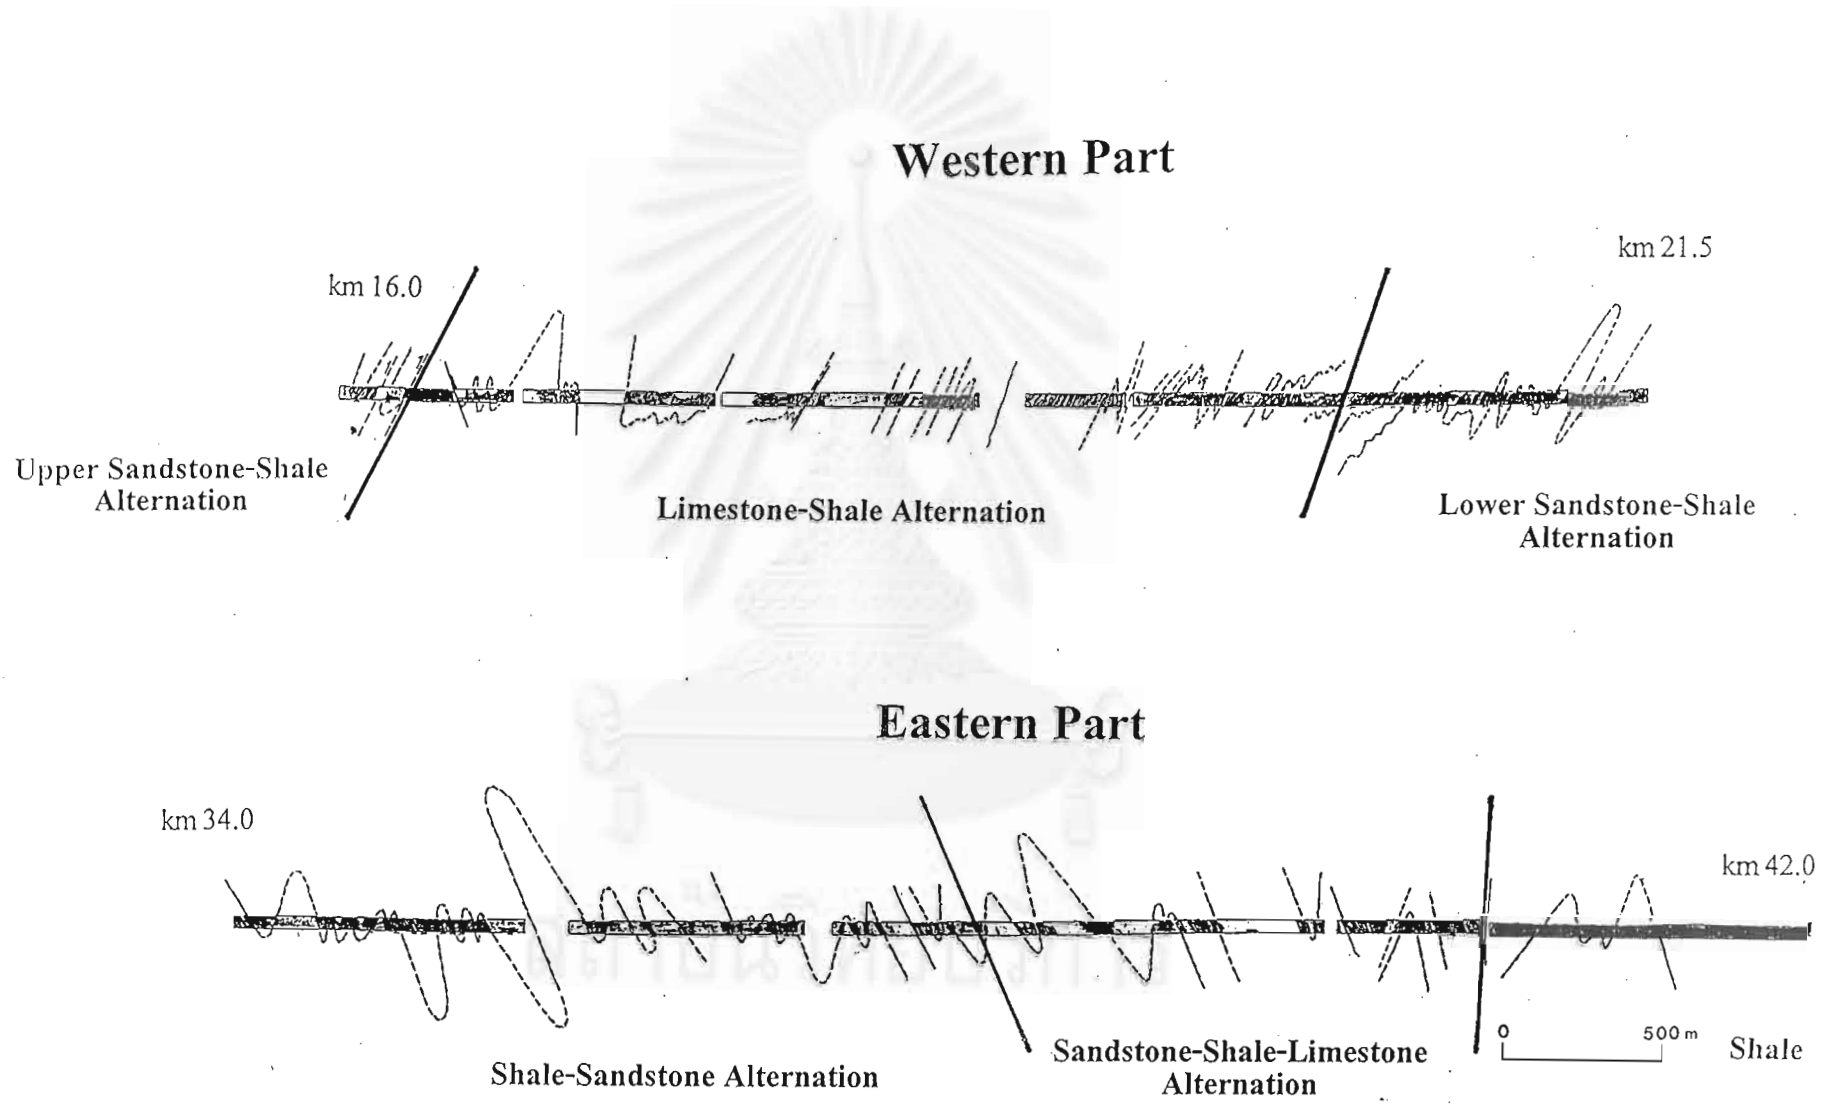 Western Part
km 16.0
km 21.5
Upper Sandstone-Shale
Alternation
Limestone-Shale Alternation
Lower Sandstone-Shale
Alternation
Eastern Part
km 34.0
km 42.0
0
500 m
Shale-Sandstone Alternation
Sandstone-Shale-Limestone
Alternation
Shale